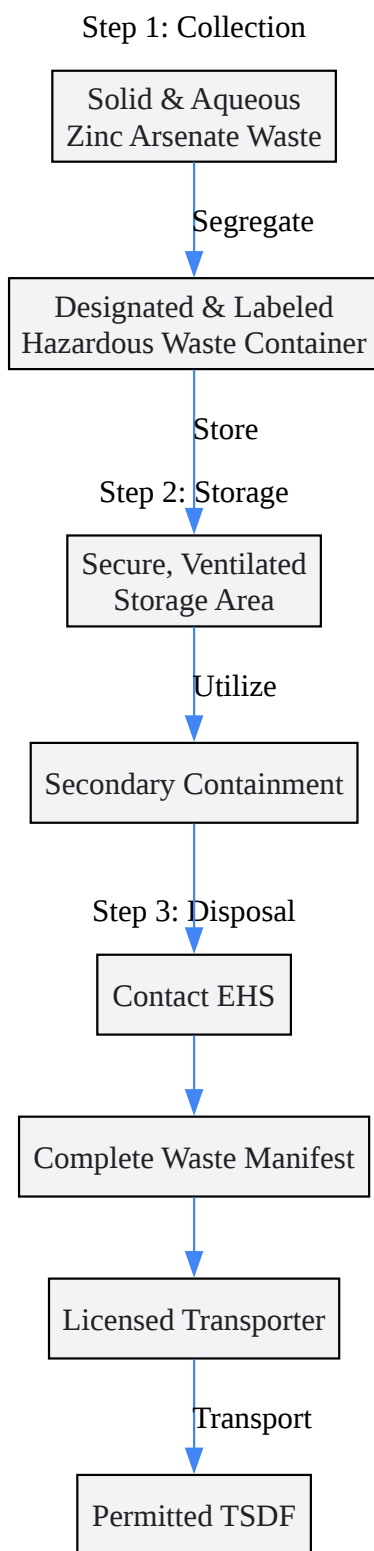 Step 1: Collection
Solid & Aqueous
Zinc Arsenate Waste
Segregate
Designated & Labeled
Hazardous Waste Container
Store
Step 2: Storage
Secure, Ventilated
Storage Area
Utilize
Secondary Containment
Step 3: Disposal
Contact EHS
Complete Waste Manifest
Licensed Transporter
Transport
Permitted TSDF